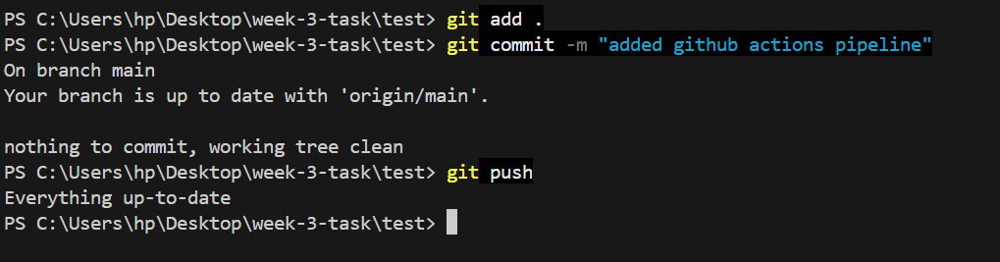 PS C:\Users\hp\Desktop\week-3-task\test> git add .
PS C:\Users\hp\Desktop\week-3-task\test> git commit -m "added github actions pipeline"
On branch main
Your branch is up to date with 'origin/main'.
nothing to commit, working tree clean
PS C:\Users\hp\Desktop\week-3-task\test> git push
Everything up-to-date
PS C:\Users\hp\Desktop\week-3-task\test>